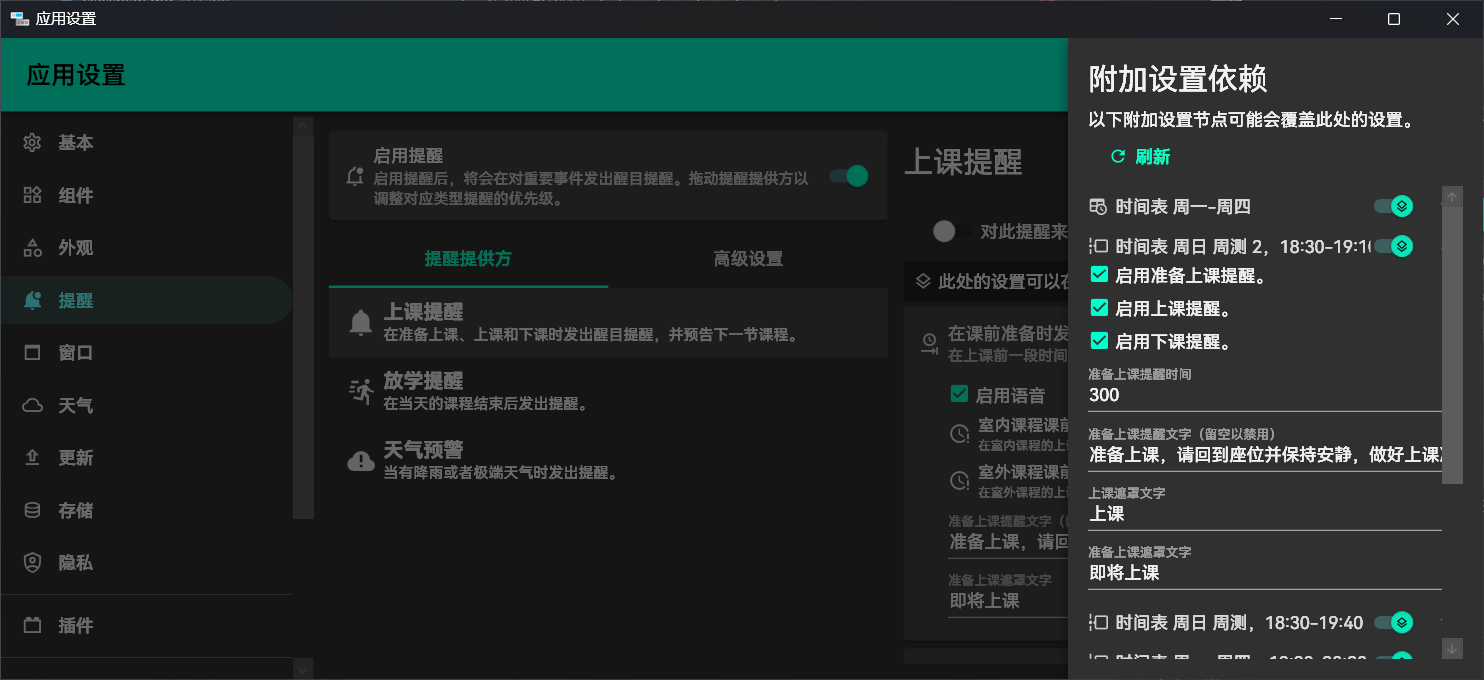 应用设置
应用设置
基本
组件
外观
提醒
窗口
天气
更新
存储
隐私
插件
启用提醒
启用提醒后，将会在对重要事件发出醒目提醒。拖动提醒提供方以
调整对应类型提醒的优先级。
提醒提供方
高级设置
上课提醒
在准备上课、上课和下课时发出醒目提醒，并预告下一节课程。
放学提醒
在当天的课程结束后发出提醒。
天气预警
当有降雨或者极端天气时发出提醒。
上课提醒
对此提醒来
此处的设置可以在
在课前准备时发
在上课前一段时间
启用语音
室内课程课前
在室内课程的上
室外课程课前
在室外课程的上
准备上课提醒文字
准备上课，请回
准备上课遮罩文字
即将上课
附加设置依赖
以下附加设置节点可能会覆盖此处的设置。
刷新
时间表 周一-周四
时间表 周日 周测 2，18:30-19:1
启用准备上课提醒。
启用上课提醒。
启用下课提醒。
准备上课提醒时间
300
准备上课提醒文字（留空以禁用）
准备上课，请回到座位并保持安静，做好上课
上课遮罩文字
上课
准备上课遮罩文字
即将上课
时间表 周日 周测，18:30-19:40